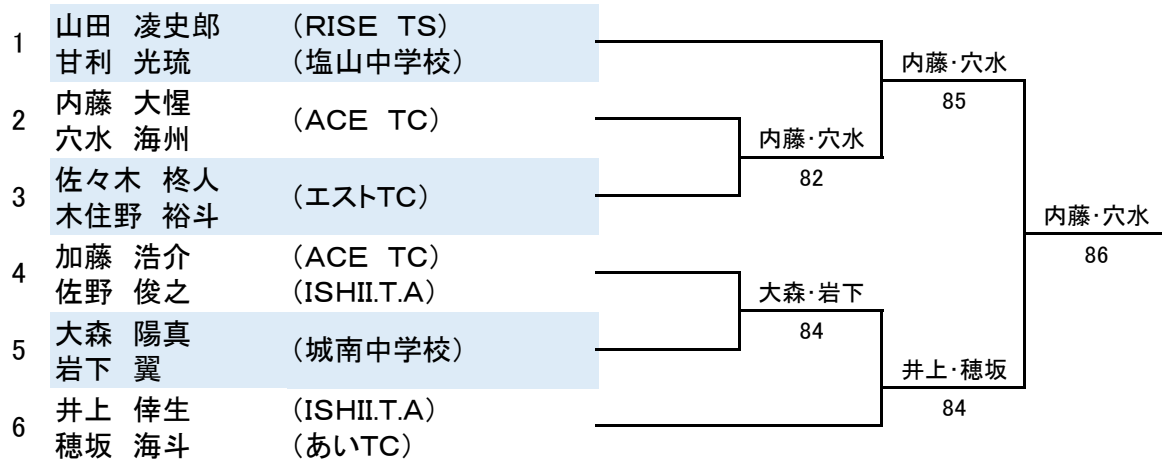 1 山田 凌史郎 （RISE TS）
甘利 光琉 （塩山中学校）
2 内藤 大惺 （ACE TC）
穴水 海州
3 佐々木 柊人 （エストTC）
木住野 裕斗
4 加藤 浩介 （ACE TC）
佐野 俊之 （ISHII.T.A）
5 大森 陽真 （城南中学校）
岩下 翼
6 井上 倖生 （ISHII.T.A）
穂坂 海斗 （あいTC）
内藤・穴水
82
大森・岩下
84
内藤・穴水
85
井上・穂坂
84
内藤・穴水
86